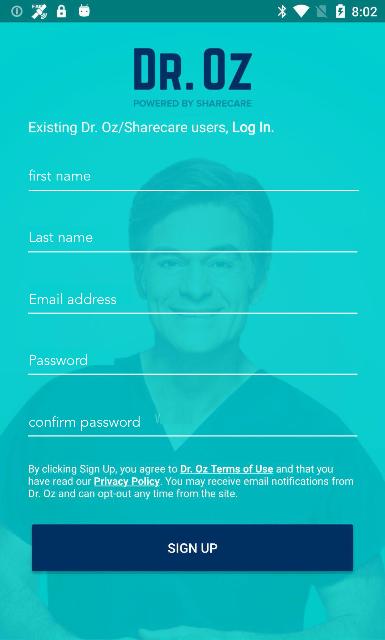 8:02
DR. OZ
POWERED BY SHARECARE
Existing Dr. Oz/Sharecare users, Log In.
first name
Last name
Email address
Password
confirm password
By clicking Sign Up, you agree to Dr. Oz Terms of Use and that you
have read our Privacy Policy. You may receive email notifications from
Dr. Oz and can opt-out any time from the site.
SIGN UP